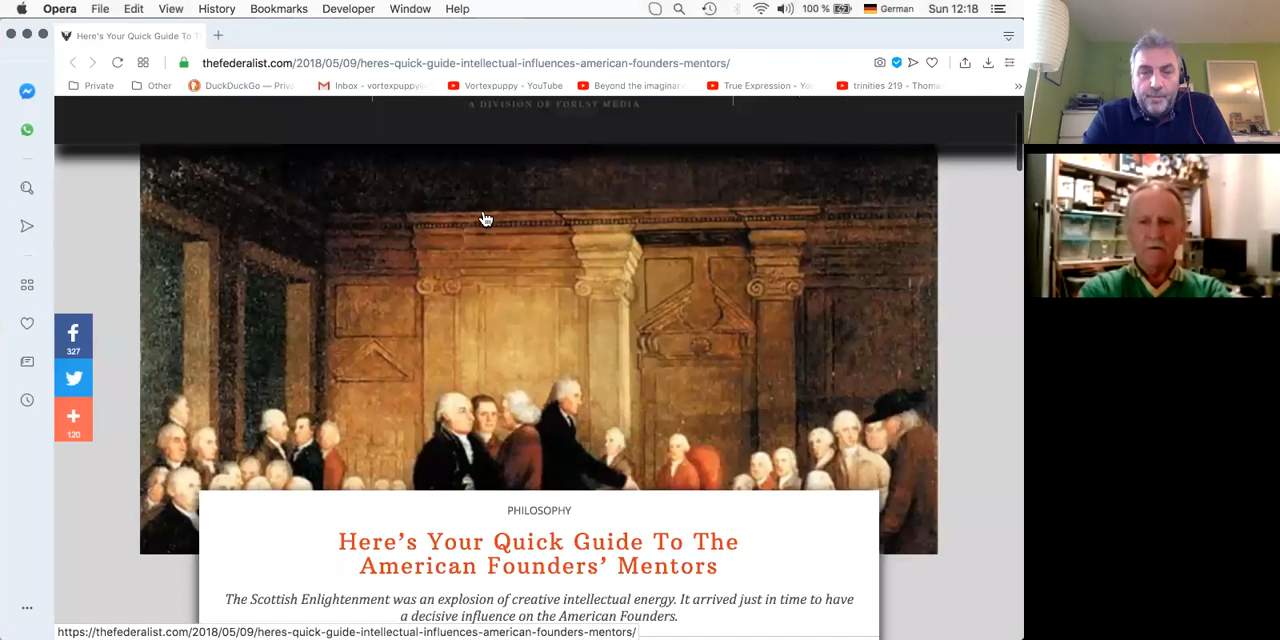 Opera File Edit View History Bookmarks Developer Window Help 100 % German Sun 12:18
Here's Your Quick Guide To T
thefederalist.com/2018/05/09/heres-quick-guide-intellectual-influences-american-founders-mentors/
Private Other DuckDuckGo — Priva Inbox - vortexpuppy Vortexpuppy - YouTube Beyond the imaginar True Expression - Yo trinities 219 - Thoma »
A DIVISION OF FDRLST MEDIA
327
120
PHILOSOPHY
Here's Your Quick Guide To The
American Founders' Mentors
The Scottish Enlightenment was an explosion of creative intellectual energy. It arrived just in time to have
a decisive influence on the American Founders.
https://thefederalist.com/2018/05/09/heres-quick-guide-intellectual-influences-american-founders-mentors/